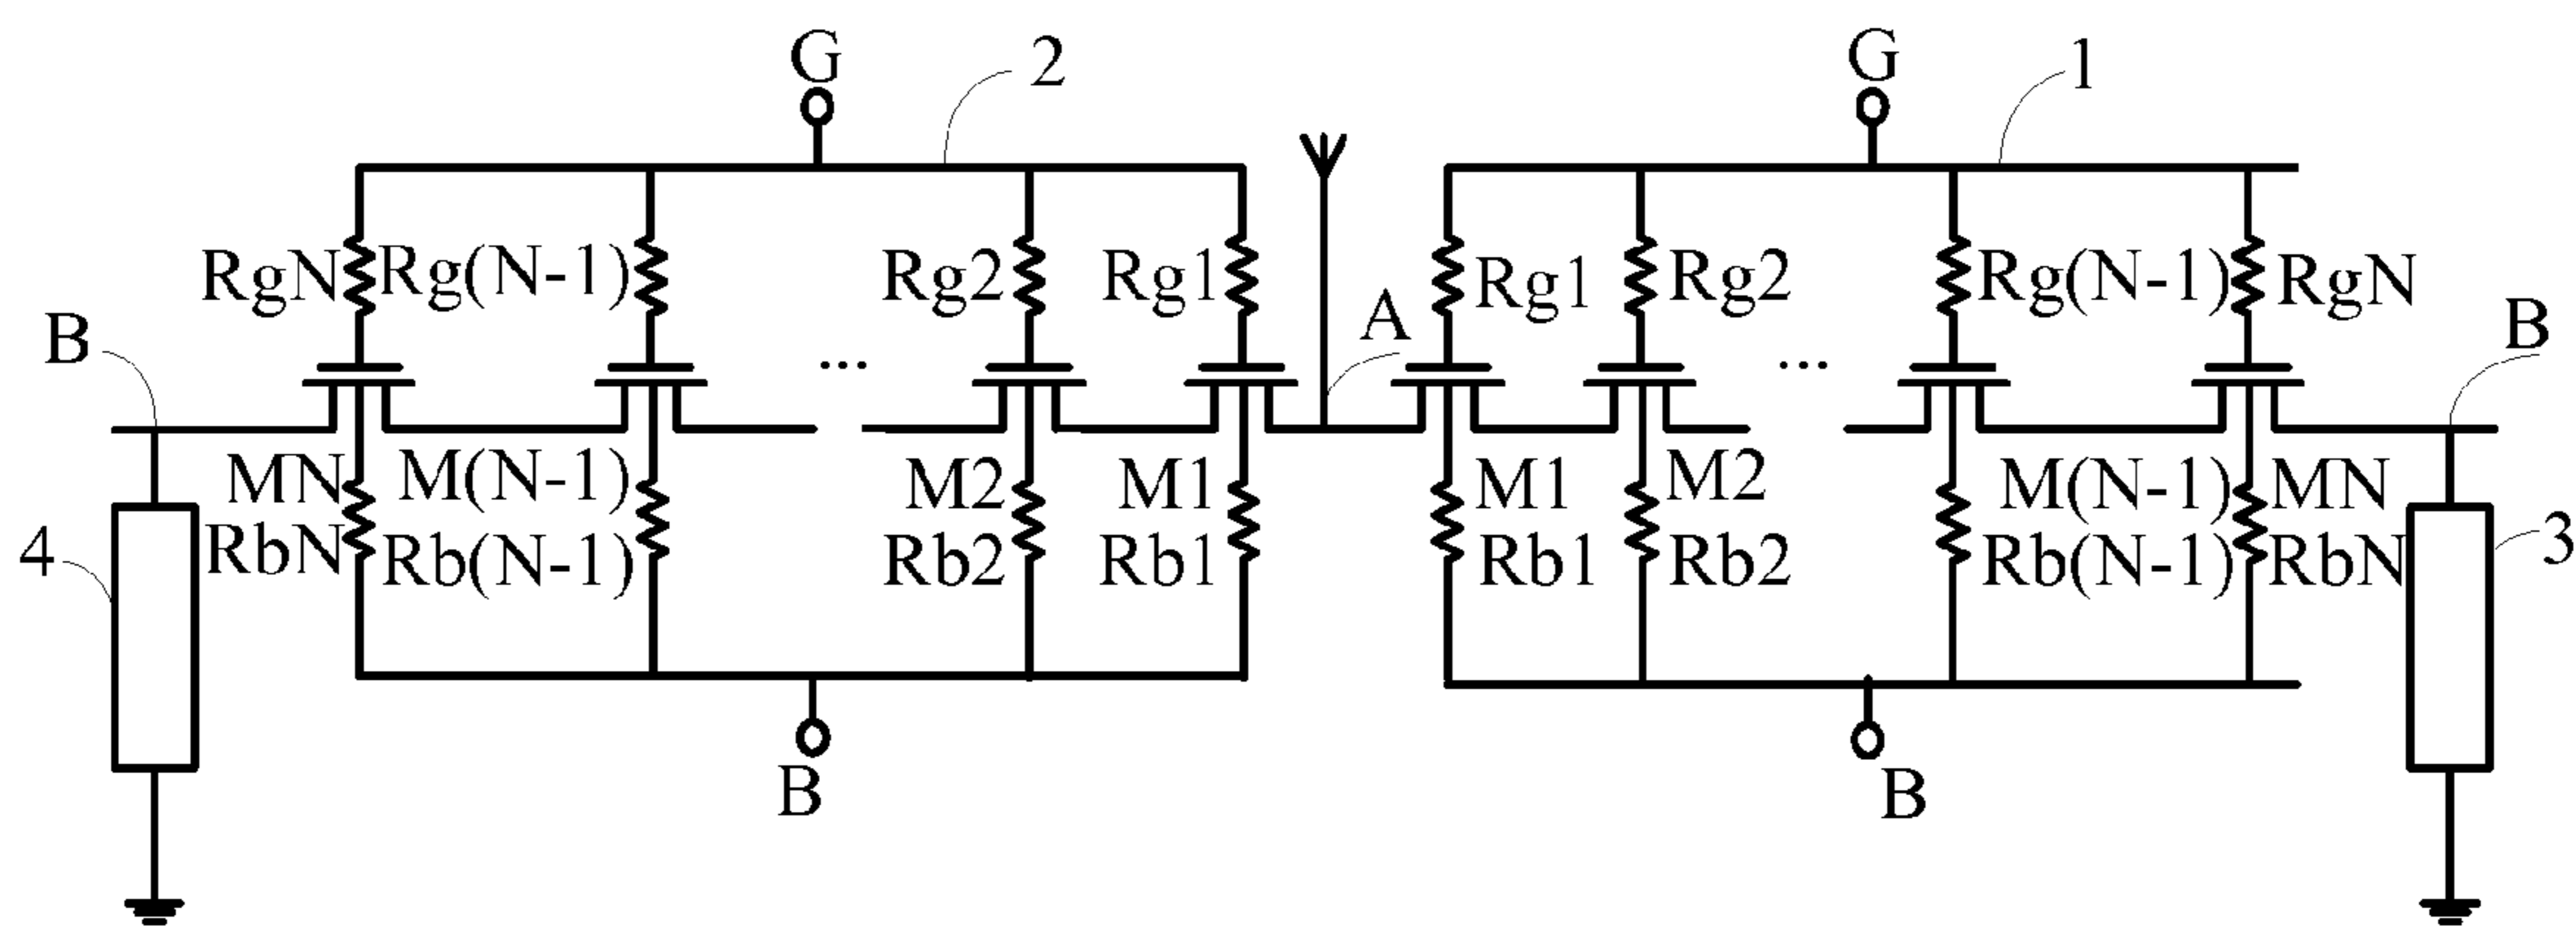 G 2 G 1
RgN Rg(N-1) Rg2 Rg1 Rg1 Rg2 Rg(N-1) RgN
B ... A ... B
MN M(N-1) M2 M1 M1 M2 M(N-1) MN
4 RbN Rb(N-1) Rb2 Rb1 Rb1 Rb2 Rb(N-1) RbN 3
B B